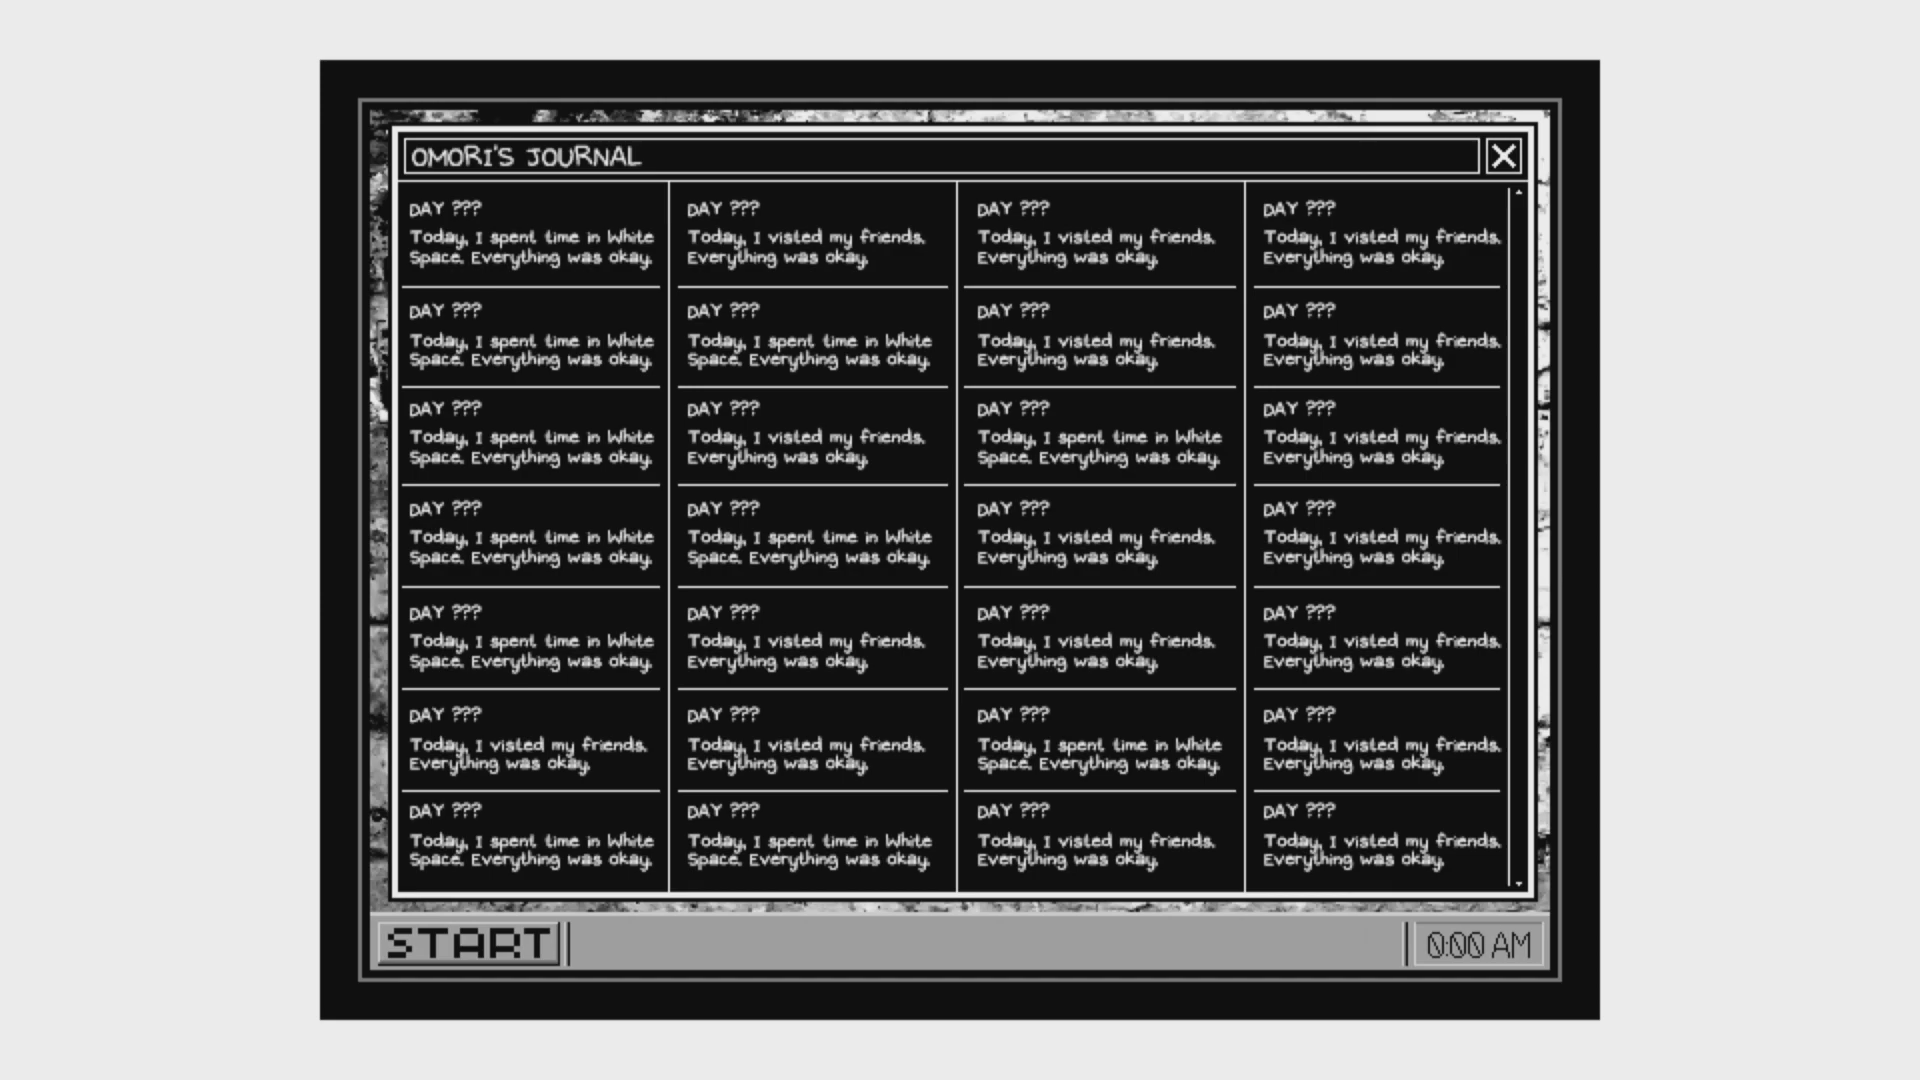 OMORI'S JOURNAL
DAY ???
Today, I spent time in White
Space. Everything was okay.
DAY ???
Today, I spent time in White
Space. Everything was okay.
DAY ???
Today, I spent time in White
Space. Everything was okay.
DAY ???
Today, I spent time in White
Space. Everything was okay.
DAY ???
Today, I spent time in White
Space. Everything was okay.
DAY ???
Today, I visted my friends.
Everything was okay.
DAY ???
Today, I spent time in White
Space. Everything was okay.
DAY ???
Today, I visted my friends.
Everything was okay.
DAY ???
Today, I spent time in White
Space. Everything was okay.
DAY ???
Today, I visted my friends.
Everything was okay.
DAY ???
Today, I spent time in White
Space. Everything was okay.
DAY ???
Today, I visted my friends.
Everything was okay.
DAY ???
Today, I visted my friends.
Everything was okay.
DAY ???
Today, I spent time in White
Space. Everything was okay.
DAY ???
Today, I visted my friends.
Everything was okay.
DAY ???
Today, I visted my friends.
Everything was okay.
DAY ???
Today, I spent time in White
Space. Everything was okay.
DAY ???
Today, I visted my friends.
Everything was okay.
DAY ???
Today, I visted my friends.
Everything was okay.
DAY ???
Today, I spent time in White
Space. Everything was okay.
DAY ???
Today, I visted my friends.
Everything was okay.
DAY ???
Today, I visted my friends.
Everything was okay.
DAY ???
Today, I visted my friends.
Everything was okay.
DAY ???
Today, I visted my friends.
Everything was okay.
DAY ???
Today, I visted my friends.
Everything was okay.
DAY ???
Today, I visted my friends.
Everything was okay.
DAY ???
Today, I visted my friends.
Everything was okay.
DAY ???
Today, I visted my friends.
Everything was okay.
START
0:00 AM